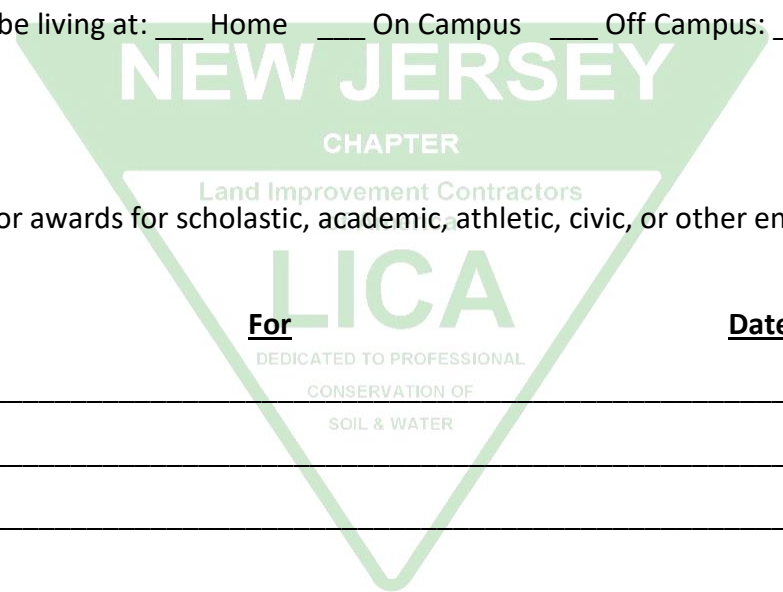 be living at: ___ Home ___ On Campus ___ Off Campus: _
NEW JERSEY
CHAPTER
Land Improvement Contractors
or awards for scholastic, academic, athletic, civic, or other en
LICA
For Date
DEDICATED TO PROFESSIONAL
CONSERVATION OF
SOIL & WATER